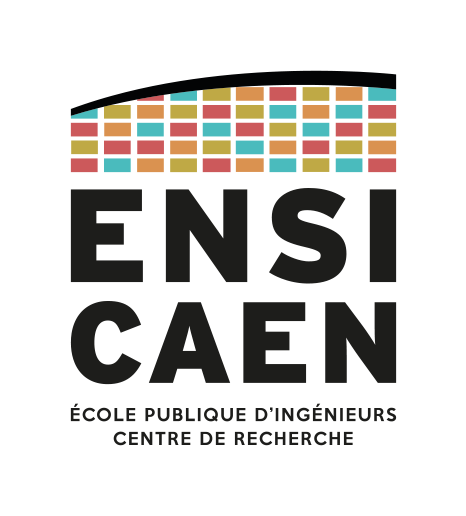 ENSI
CAEN
ÉCOLE PUBLIQUE D'INGÉNIEURS
CENTRE DE RECHERCHE